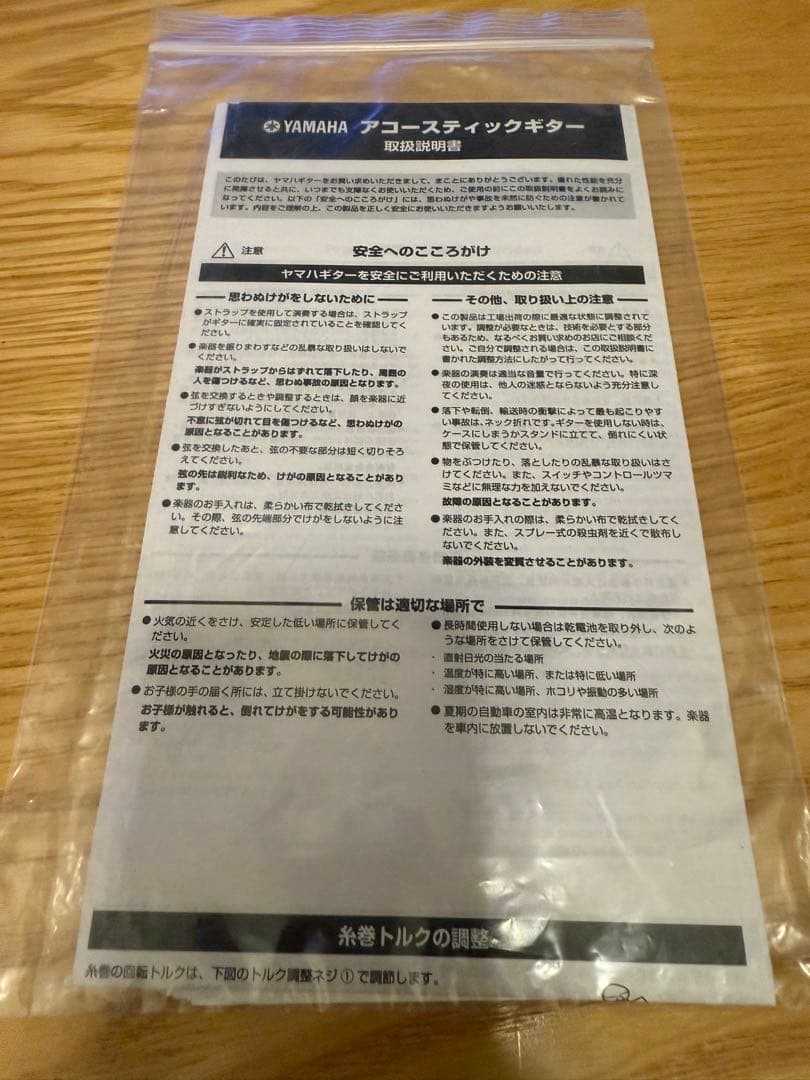 YAMAHA アコースティックギター
取扱説明書
このたびは、ヤマハギターをお買い求めいただきまして、まことにありがとうございます。優れた性能を充分
に発揮させると共に、いつまでも支障なくお使いいただくため、ご使用の前にこの取扱説明書をよくお読みに
なってください。以下の「安全へのこころがけ」には、思わぬけがや事故を未然に防ぐための注意が書かれて
います。内容をご理解の上、この製品を正しく安全にお使いいただきますようお願いいたします。
注意 安全へのこころがけ
ヤマハギターを安全にご利用いただくための注意
思わぬけがをしないために
●ストラップを使用して演奏する場合は、ストラップ
がギターに確実に固定されていることを確認してく
ださい。
●楽器を振りまわすなどの乱暴な取り扱いはしないで
ください。
楽器がストラップからはずれて落下したり、周囲の
人を傷つけるなど、思わぬ事故の原因となります。
●弦を交換するときや調整するときは、顔を楽器に近
づけすぎないようにしてください。
不意に弦が切れて目を傷つけるなど、思わぬけがの
原因となることがあります。
●弦を交換したあと、弦の不要な部分は短く切りそろ
えてください。
弦の先は鋭利なため、けがの原因となることがありま
す。
●楽器のお手入れは、柔らかい布で乾拭きしてくださ
い。その際、弦の先端部分でけがをしないように注
意してください。
その他、取り扱い上の注意
●この製品は工場出荷の際に最適な状態に調整されて
います。調整が必要なときは、技術を必要とする部分
もあるため、なるべくお買い求めのお店にご相談くだ
さい。ご自分で調整される場合は、この取扱説明書に
書かれた調整方法にしたがって行ってください。
●楽器の演奏は適当な音量で行ってください。特に深
夜の使用は、他人の迷惑とならないよう充分注意し
てください。
●落下や転倒、輸送時の衝撃によって最も起こりやす
い事故は、ネック折れです。ギターを使用しない時は、
ケースにしまうかスタンドに立てて、倒れにくい状
態で保管してください。
●物をぶつけたり、落としたりの乱暴な取り扱いはさ
けてください。また、スイッチやコントロールツマ
ミなどに無理な力を加えないでください。
故障の原因となることがあります。
●楽器のお手入れの際は、柔らかい布で乾拭きしてく
ださい。また、スプレー式の殺虫剤を近くで散布し
ないでください。
楽器の外装を変質させることがあります。
保管は適切な場所で
●火気の近くをさけ、安定した低い場所に保管してく
ださい。
火災の原因となったり、地震の際に落下してけがの
原因となることがあります。
●お子様の手の届く所には、立て掛けないでください。
お子様が触れると、倒れてけがをする可能性があり
ます。
●長時間使用しない場合は乾電池を取り外し、次のよ
うな場所をさけて保管してください。
・ 直射日光の当たる場所
・ 温度が特に高い場所、または特に低い場所
・ 湿度が特に高い場所、ホコリや振動の多い場所
●夏期の自動車の室内は非常に高温となります。楽器
を車内に放置しないでください。
糸巻トルクの調整
糸巻の回転トルクは、下図のトルク調整ネジ①で調節します。